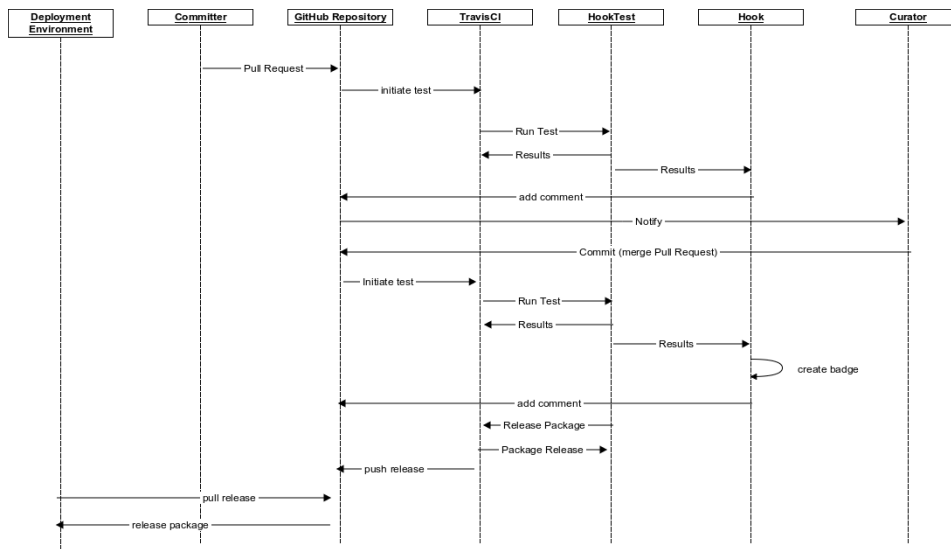 Deployment
Environment
Committer
GitHub Repository
TravisCI
HookTest
Hook
Curator
Pull Request
initiate test
Run Test
Results
Results
add comment
Notify
Commit (merge Pull Request)
Initiate test
Run Test
Results
Results
create badge
add comment
Release Package
Package Release
push release
pull release
release package